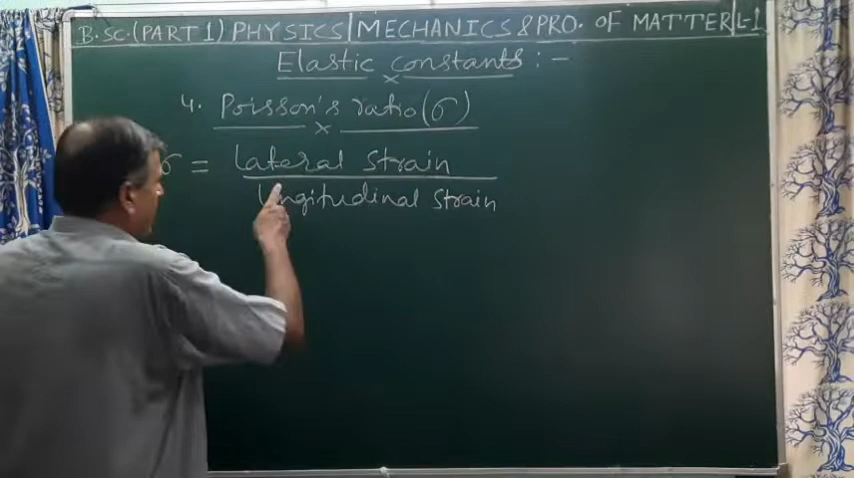 B.SC.(PART 1) PHYSICS/MECHANICS & PRO. OF MATTER/L-1
Elastic constants :-
4. Poisson's ratio (σ)
σ = Lateral Strain
Longitudinal Strain